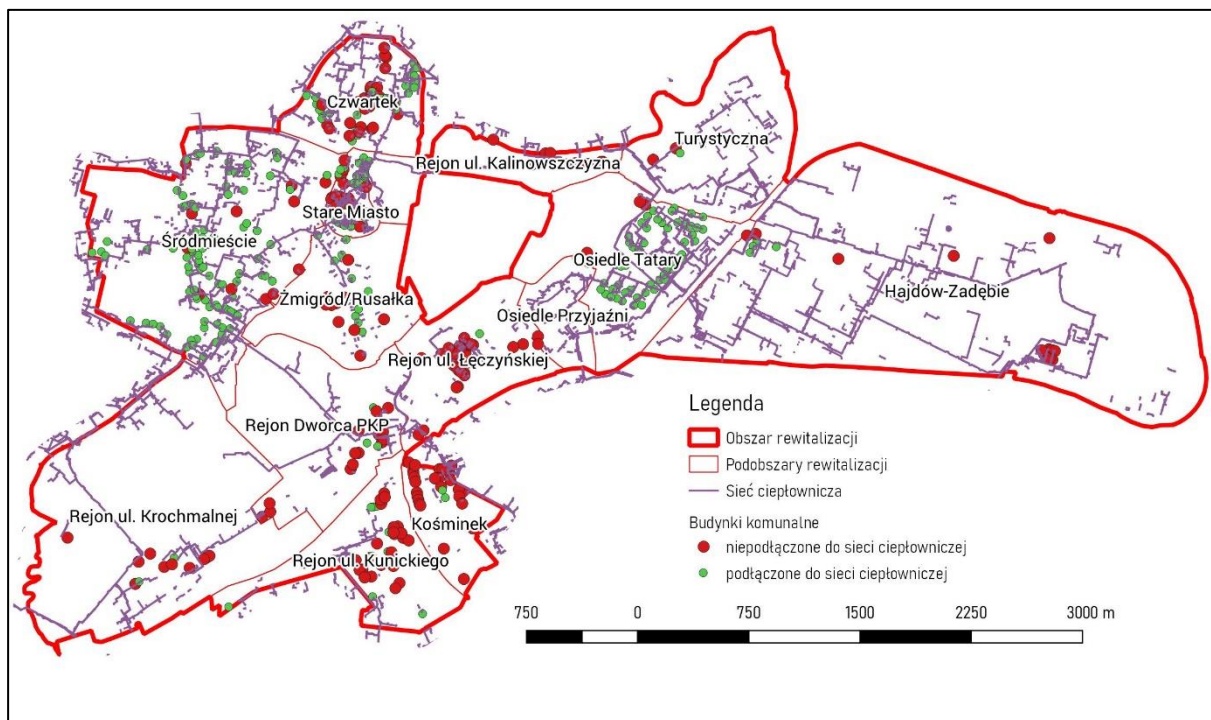 Czwartek
Turystyczna
Rejon ul. Kalinowszczyzna
Stare Miasto
Śródmieście
Osiedle Tatary
Hajdów-Zadębie
Żmigród/Rusałka
Osiedle Przyjaźni
Rejon ul. Łęczyńskiej
Rejon Dworca PKP
Rejon ul. Krochmalnej
Kośminek
Rejon ul. Kunickiego
Legenda
Obszar rewitalizacji
Podobszary rewitalizacji
Sieć ciepłownicza
Budynki komunalne
niepodłączone do sieci ciepłowniczej
podłączone do sieci ciepłowniczej
750 0 750 1500 2250 3000 m